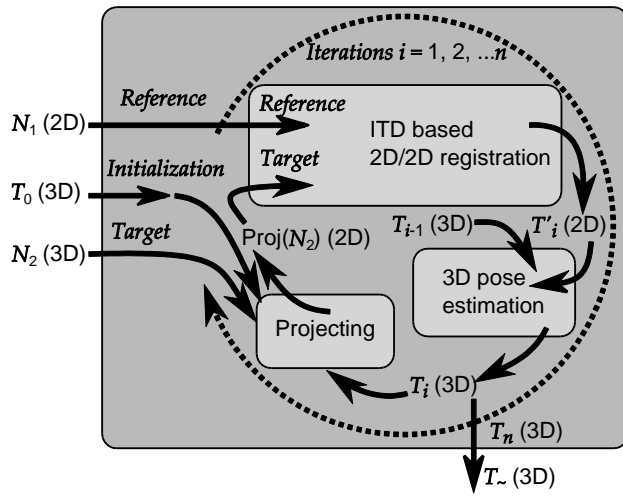 Iterações i = 1, 2, ...n
Reference
N1 (2D)
Reference
ITD based
2D/2D registration
Target
Initialization
T0 (3D)
Target
N2 (3D)
Proj(N2) (2D)
Ti-1 (3D)
T'i (2D)
3D pose
estimation
Projecting
Ti (3D)
Tn (3D)
T~ (3D)